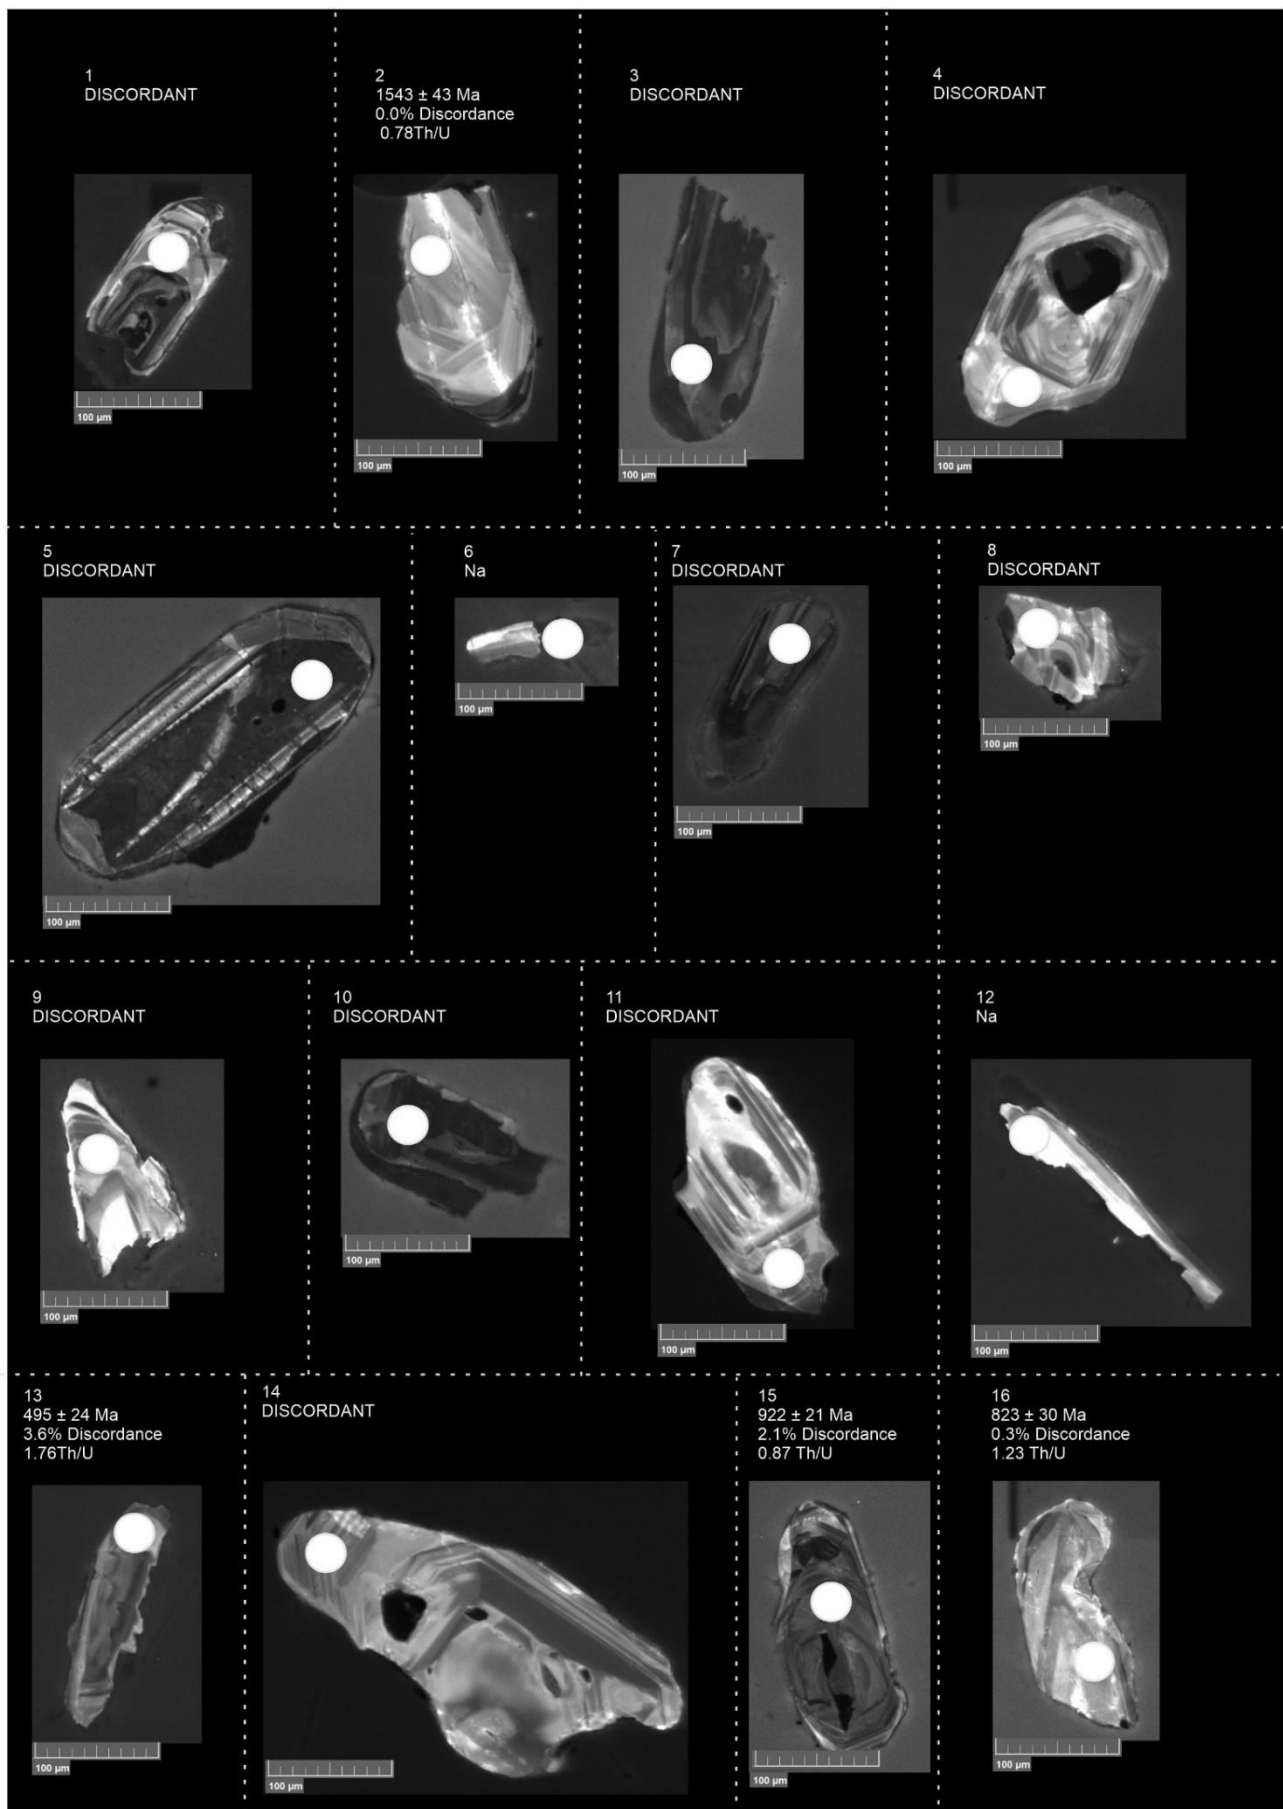 1
DISCORDANT
2
1543 ± 43 Ma
0.0% Discordance
0.78Th/U
3
DISCORDANT
4
DISCORDANT
100 µm
100 µm
100 µm
100 µm
5
DISCORDANT
6
Na
7
DISCORDANT
8
DISCORDANT
100 µm
100 µm
100 µm
100 µm
9
DISCORDANT
10
DISCORDANT
11
DISCORDANT
12
Na
100 µm
100 µm
100 µm
100 µm
13
495 ± 24 Ma
3.6% Discordance
1.76Th/U
14
DISCORDANT
15
922 ± 21 Ma
2.1% Discordance
0.87 Th/U
16
823 ± 30 Ma
0.3% Discordance
1.23 Th/U
100 µm
100 µm
100 µm
100 µm